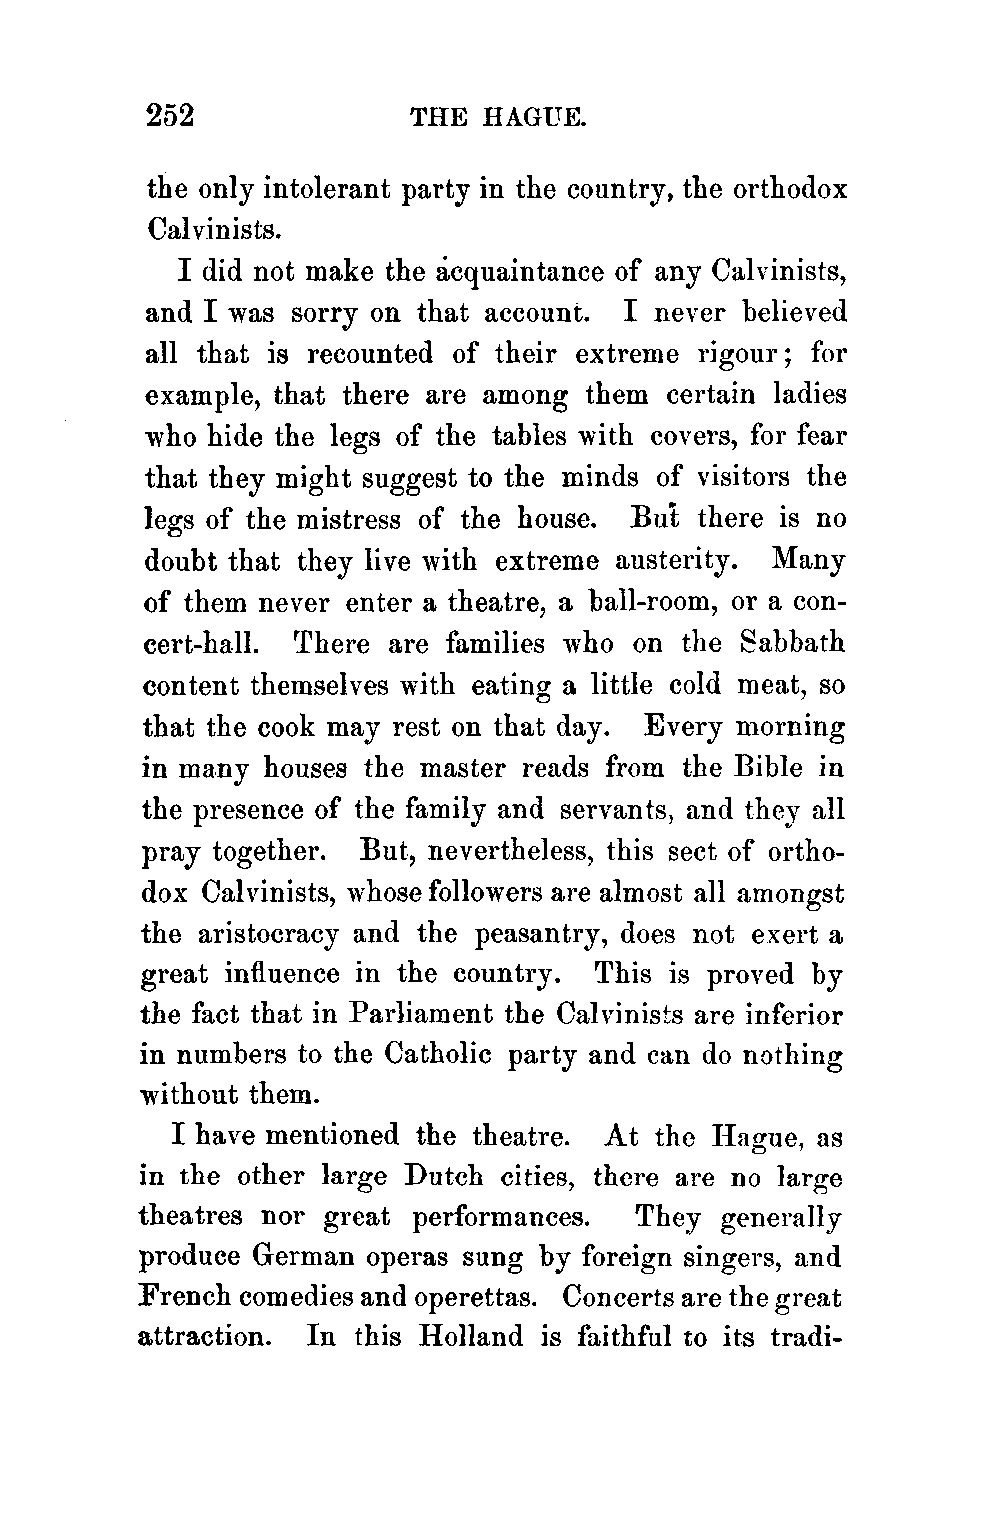 252 THE HAGUE.
the only intolerant party in the country, the orthodox
Calvinists.
I did not make the acquaintance of any Calvinists,
and I was sorry on that account. I never believed
all that is recounted of their extreme rigour; for
example, that there are among them certain ladies
who hide the legs of the tables with covers, for fear
that they might suggest to the minds of visitors the
legs of the mistress of the house. But there is no
doubt that they live with extreme austerity. Many
of them never enter a theatre, a ball-room, or a con-
cert-hall. There are families who on the Sabbath
content themselves with eating a little cold meat, so
that the cook may rest on that day. Every morning
in many houses the master reads from the Bible in
the presence of the family and servants, and they all
pray together. But, nevertheless, this sect of ortho-
dox Calvinists, whose followers are almost all amongst
the aristocracy and the peasantry, does not exert a
great influence in the country. This is proved by
the fact that in Parliament the Calvinists are inferior
in numbers to the Catholic party and can do nothing
without them.
I have mentioned the theatre. At the Hague, as
in the other large Dutch cities, there are no large
theatres nor great performances. They generally
produce German operas sung by foreign singers, and
French comedies and operettas. Concerts are the great
attraction. In this Holland is faithful to its tradi-